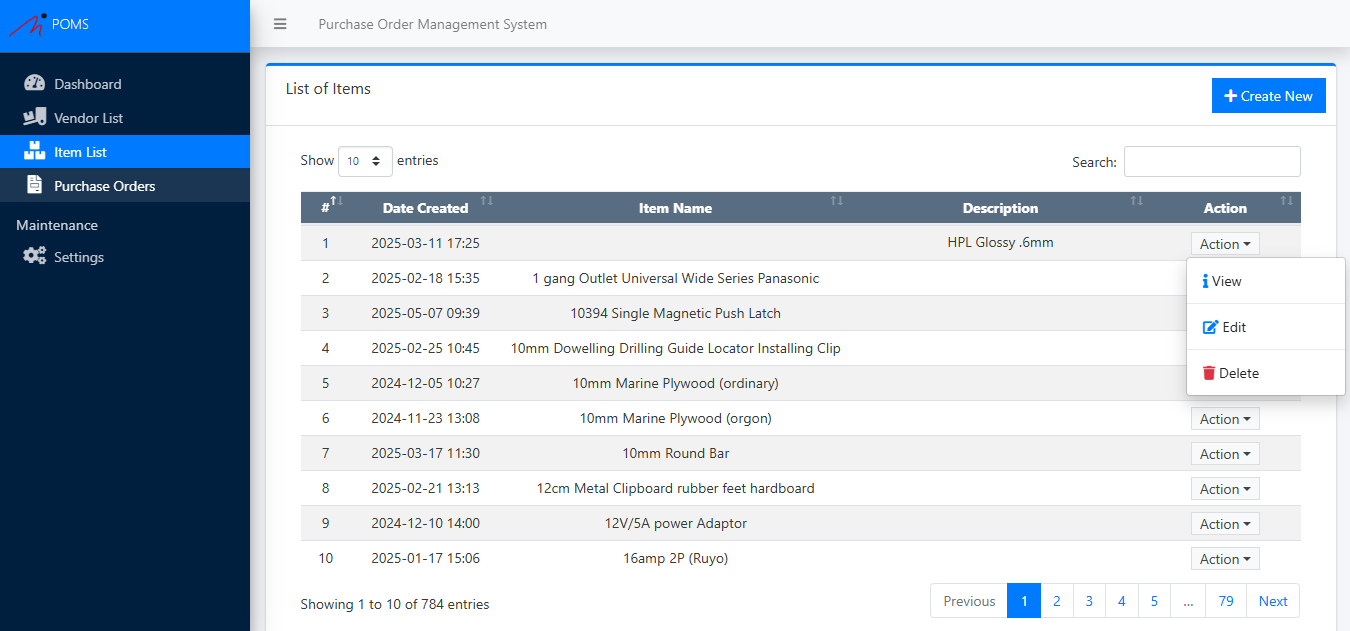 POMS
Purchase Order Management System
Dashboard
Vendor List
Item List
Purchase Orders
Maintenance
Settings
List of Items
Create New
Show 10 entries
Search:
# Date Created Item Name Description Action
1 2025-03-11 17:25 HPL Glossy .6mm Action
2 2025-02-18 15:35 1 gang Outlet Universal Wide Series Panasonic
3 2025-05-07 09:39 10394 Single Magnetic Push Latch
4 2025-02-25 10:45 10mm Dowelling Drilling Guide Locator Installing Clip
5 2024-12-05 10:27 10mm Marine Plywood (ordinary)
View
Edit
Delete
6 2024-11-23 13:08 10mm Marine Plywood (orgon) Action
7 2025-03-17 11:30 10mm Round Bar Action
8 2025-02-21 13:13 12cm Metal Clipboard rubber feet hardboard Action
9 2024-12-10 14:00 12V/5A power Adaptor Action
10 2025-01-17 15:06 16amp 2P (Ruyo) Action
Showing 1 to 10 of 784 entries
Previous 1 2 3 4 5 ... 79 Next